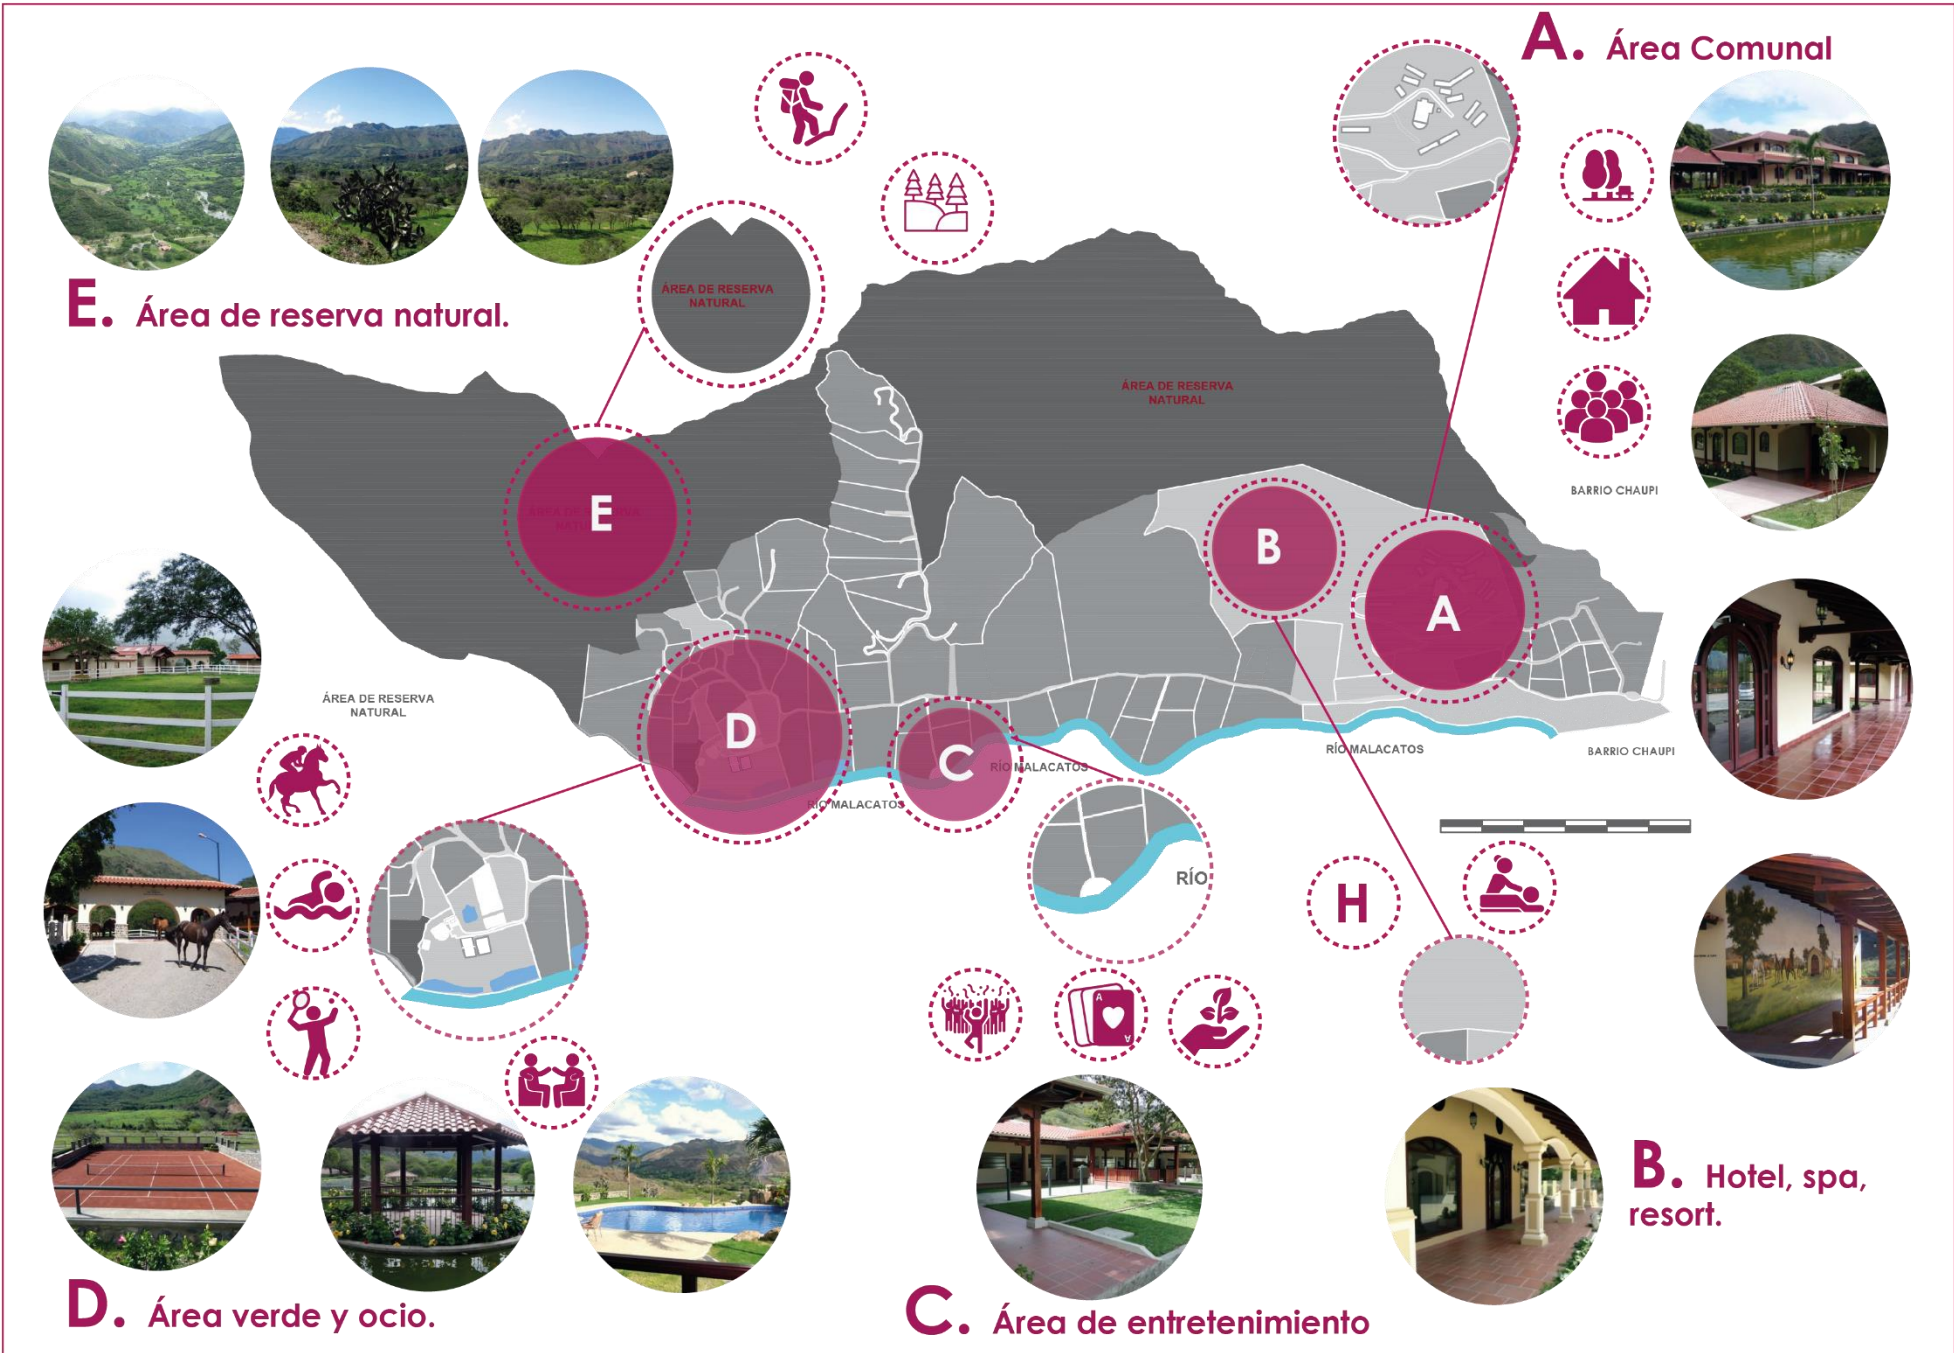 A. Área Comunal
E. Área de reserva natural.
ÁREA DE RESERVA
NATURAL
ÁREA DE RESERVA
NATURAL
BARRIO CHAUPI
E
B
A
ÁREA DE RESERVA
NATURAL
D
C
RÍO MALACATOS
RÍO MALACATOS
RÍO MALACATOS
BARRIO CHAUPI
RÍO
H
A
A
B. Hotel, spa,
resort.
D. Área verde y ocio.
C. Área de entretenimiento